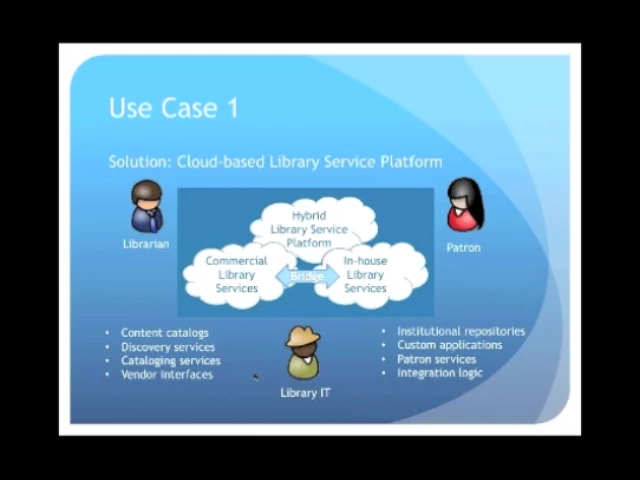 Use Case 1
Solution: Cloud-based Library Service Platform
Librarian
Patron
Hybrid
Library Service
Platform
Commercial
Library
Services
Bridge
In-house
Library
Services
• Content catalogs
• Discovery services
• Cataloging services
• Vendor interfaces
• Institutional repositories
• Custom applications
• Patron services
• Integration logic
Library IT